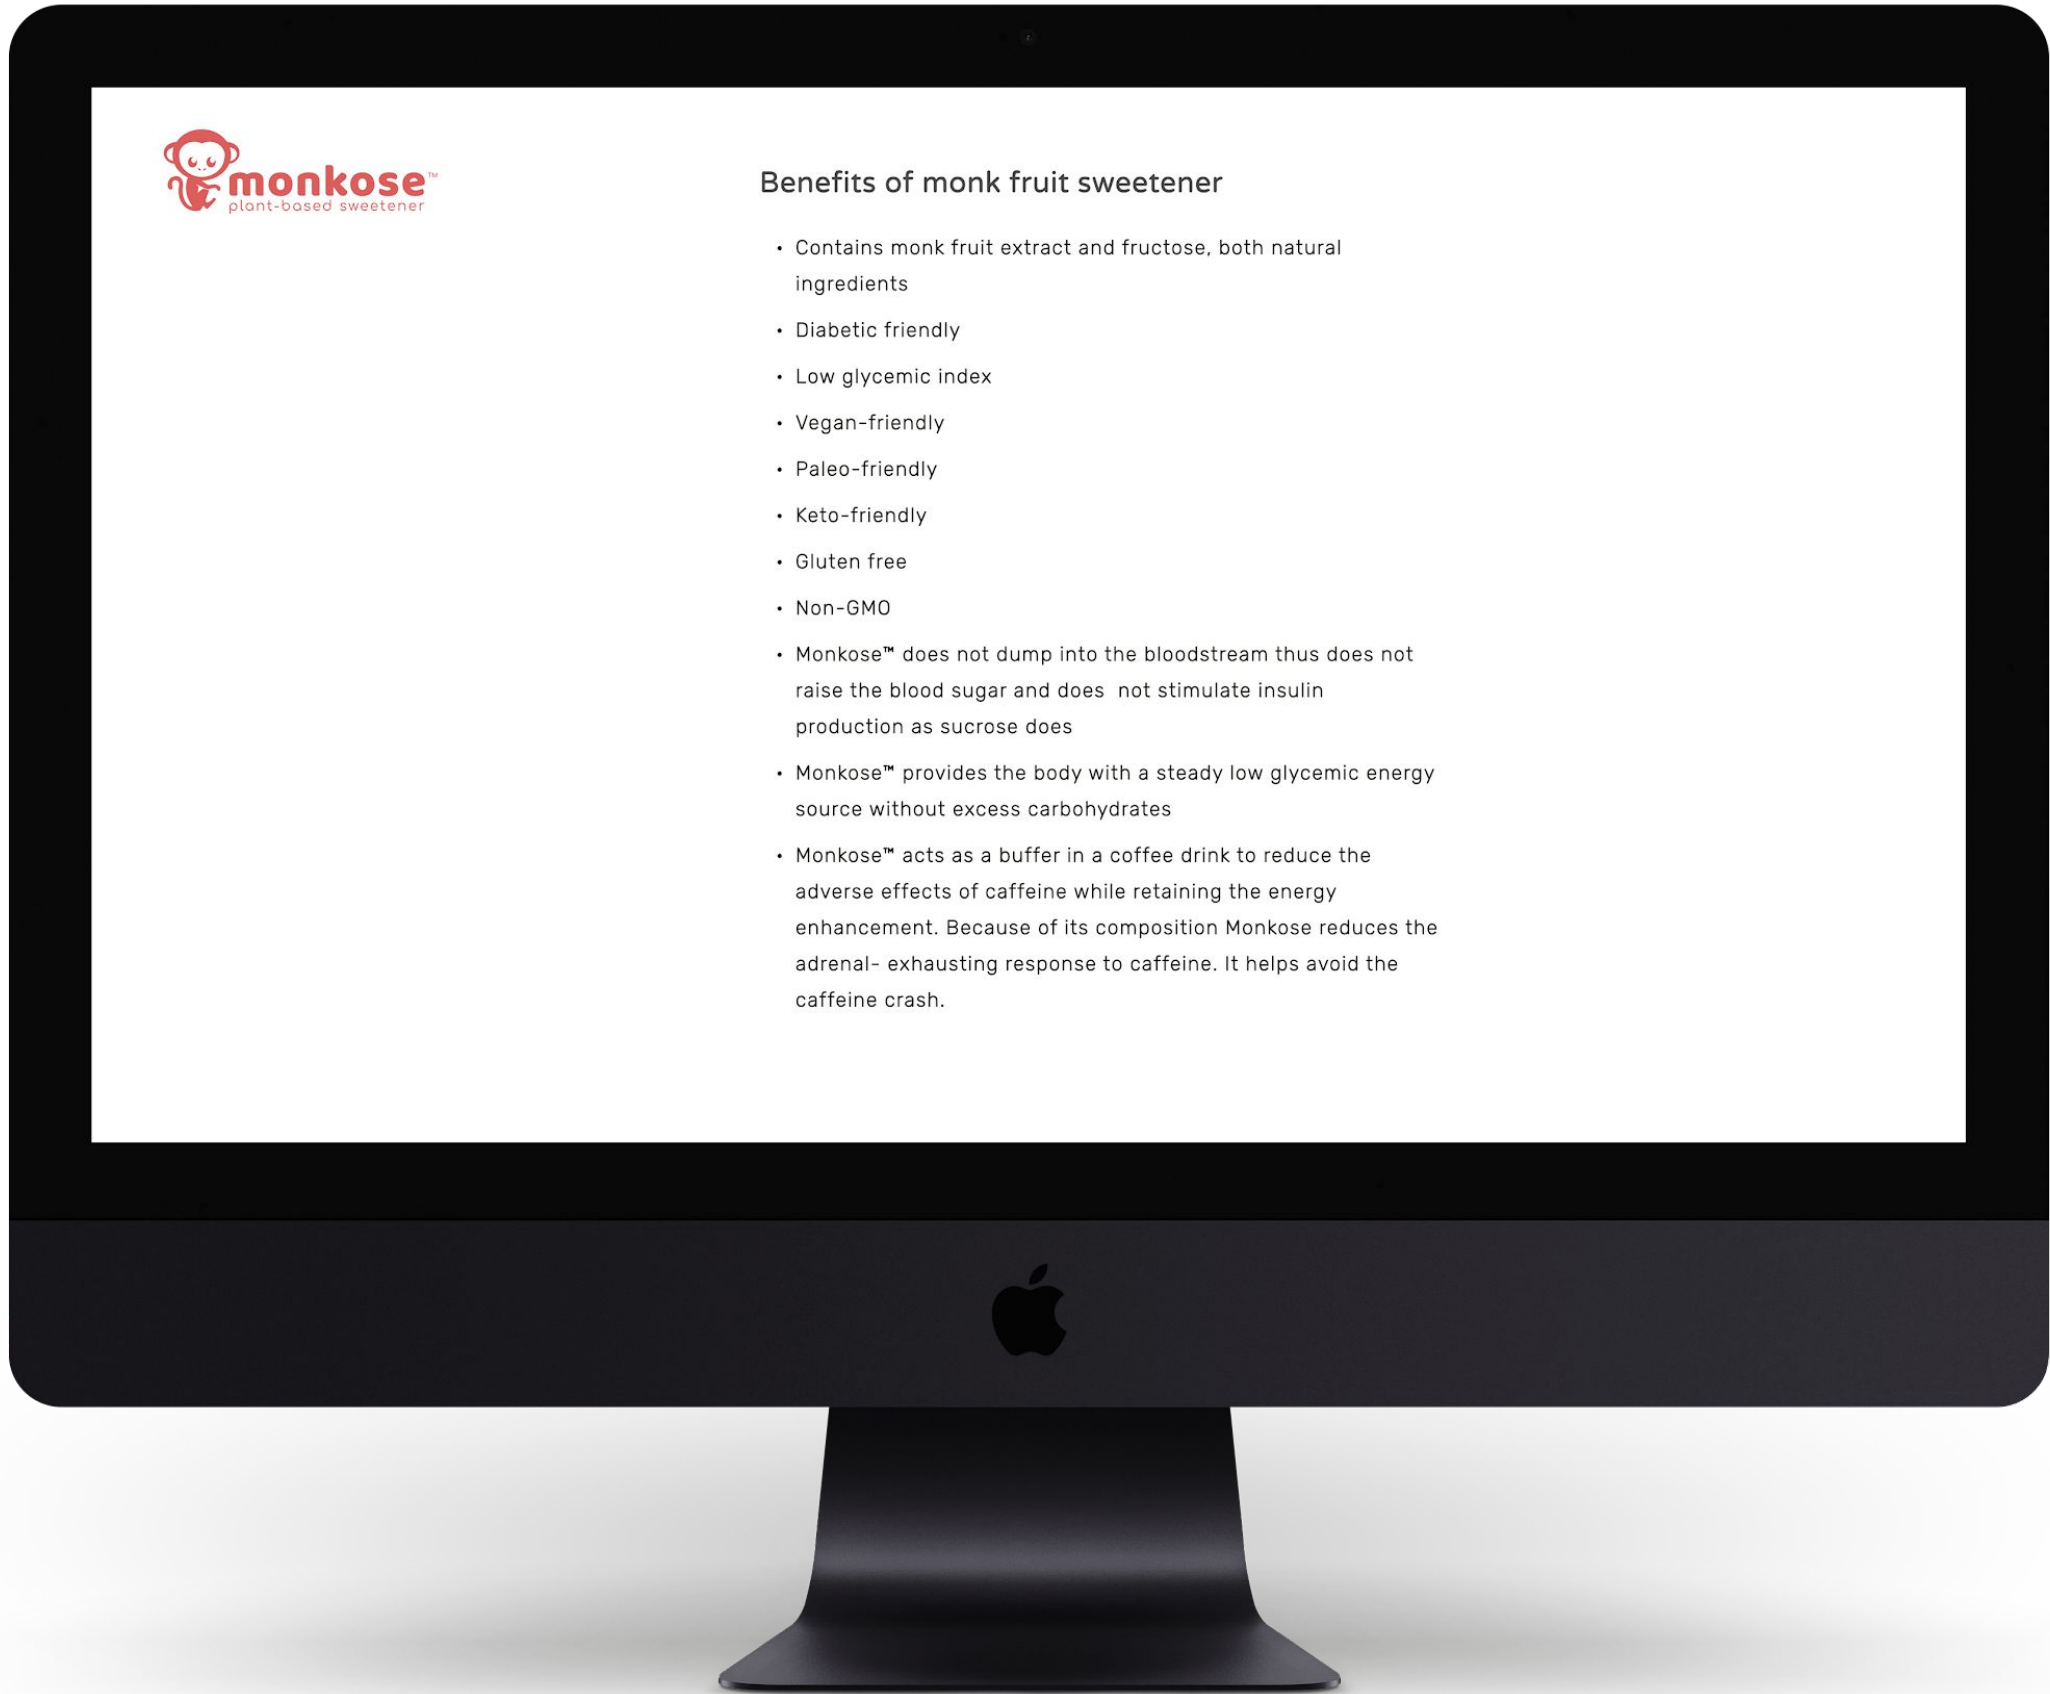 monkose™
plant-based sweetener
Benefits of monk fruit sweetener
• Contains monk fruit extract and fructose, both natural
ingredients
• Diabetic friendly
• Low glycemic index
• Vegan-friendly
• Paleo-friendly
• Keto-friendly
• Gluten free
• Non-GMO
• Monkose™ does not dump into the bloodstream thus does not
raise the blood sugar and does  not stimulate insulin
production as sucrose does
• Monkose™ provides the body with a steady low glycemic energy
source without excess carbohydrates
• Monkose™ acts as a buffer in a coffee drink to reduce the
adverse effects of caffeine while retaining the energy
enhancement. Because of its composition Monkose reduces the
adrenal- exhausting response to caffeine. It helps avoid the
caffeine crash.